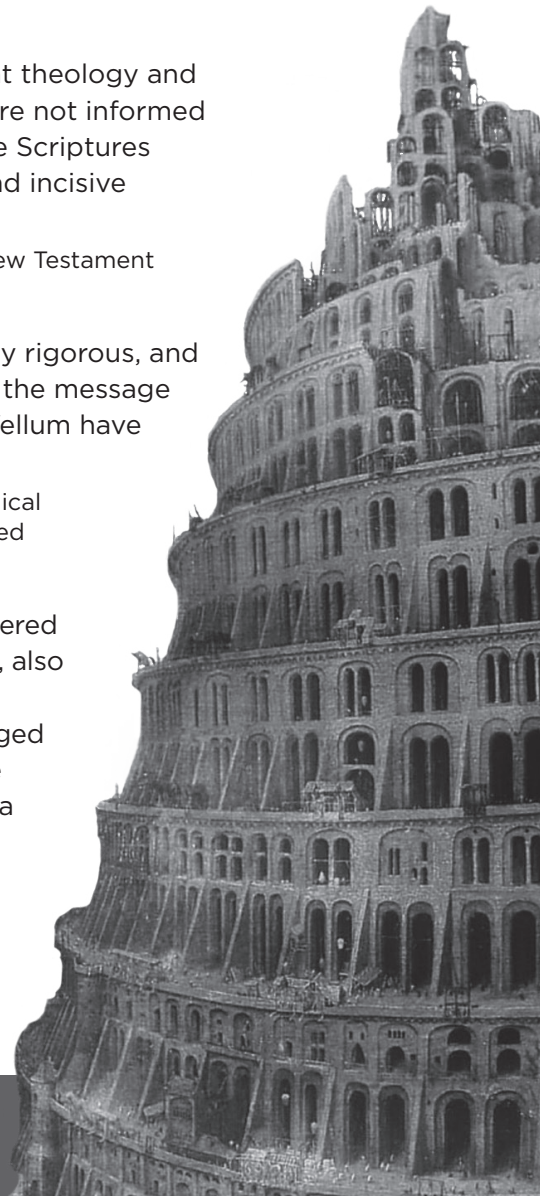 t theology and
re not informed
e Scriptures
nd incisive
ew Testament
y rigorous, and
the message
ellum have
ical
ed
ered
, also
ged
a